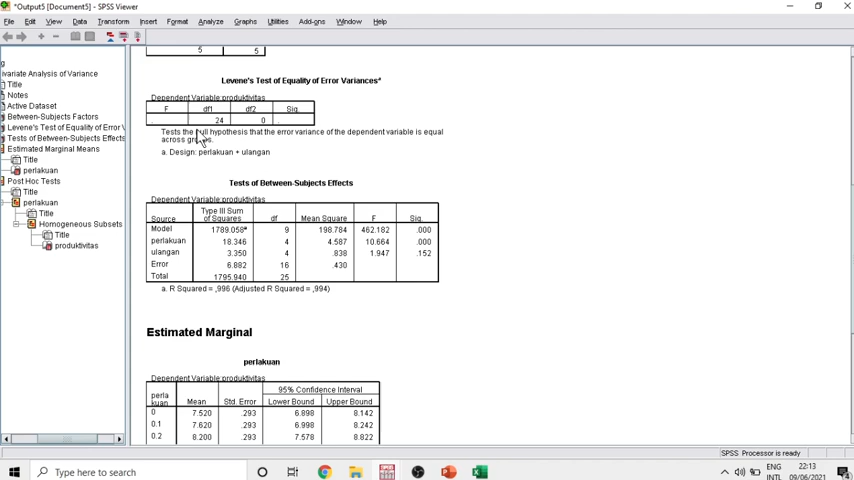 *Output5 [Document5] - SPSS Viewer
File Edit View Data Transform Insert Format Analyze Graphs Utilities Add-ons Window Help
g
ivariate Analysis of Variance
Title
Notes
Active Dataset
Between-Subjects Factors
Levene's Test of Equality of Error V
Tests of Between-Subjects Effects
Estimated Marginal Means
Title
perlakuan
Post Hoc Tests
Title
perlakuan
Title
Homogeneous Subsets
Title
produktivitas
5 5
Levene's Test of Equality of Error Variancesᵃ
Dependent Variable:produktivitas
F df1 df2 Sig.
. 24 0 .
Tests the null hypothesis that the error variance of the dependent variable is equal
across groups.
a. Design: perlakuan + ulangan
Tests of Between-Subjects Effects
Dependent Variable:produktivitas
Source Type III Sum of Squares df Mean Square F Sig.
Model 1789.058ᵃ 9 198.784 462.182 .000
perlakuan 18.346 4 4.587 10.664 .000
ulangan 3.350 4 .838 1.947 .152
Error 6.882 16 .430
Total 1795.940 25
a. R Squared = ,996 (Adjusted R Squared = ,994)
Estimated Marginal
perlakuan
Dependent Variable:produktivitas
perla kuan Mean Std. Error 95% Confidence Interval
Lower Bound Upper Bound
0 7.520 .293 6.898 8.142
0.1 7.620 .293 6.998 8.242
0.2 8.200 .293 7.578 8.822
SPSS Processor is ready
Type here to search
ENG
INTL
22:13
09/06/2021
4